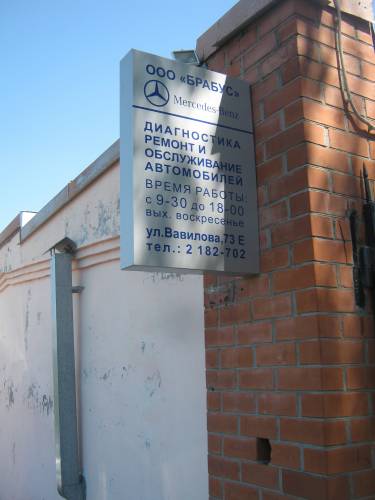 ООО «БРАБУС»
Mercedes-Benz
ДИАГНОСТИКА
РЕМОНТ И
ОБСЛУЖИВАНИЕ
АВТОМОБИЛЕЙ
ВРЕМЯ РАБОТЫ:
с 9-30 до 18-00
вых. воскресенье
ул.Вавилова,73 Е
тел.: 2 182-702